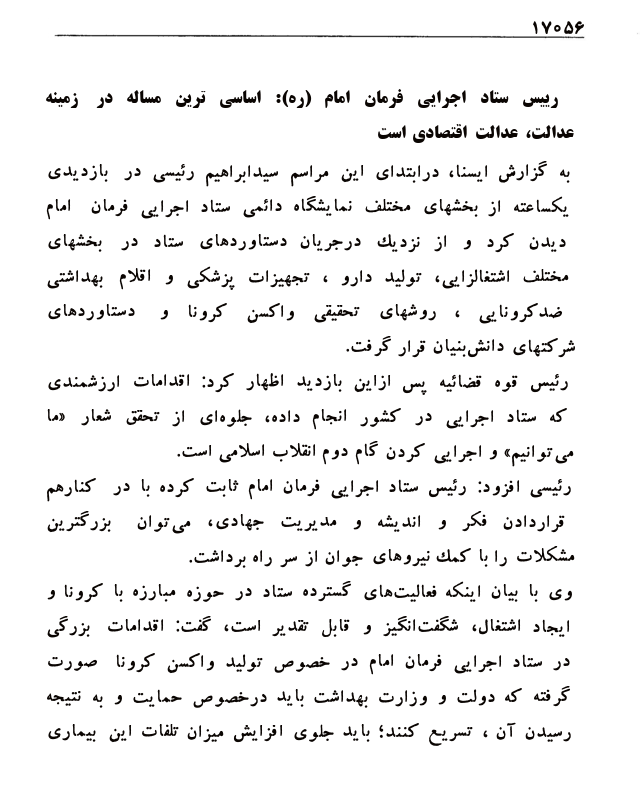 ۱۷۰۵۶
رییس ستاد اجرایی فرمان امام (ره): اساسی ترین مساله در زمینه
عدالت، عدالت اقتصادی است
به گزارش ایسنا، درابتدای این مراسم سیدابراهیم رئیسی در بازدیدی
یکساعته از بخشهای مختلف نمایشگاه دائمی ستاد اجرایی فرمان امام
دیدن کرد و از نزدیك درجریان دستاوردهای ستاد در بخشهای
مختلف اشتغالزایی، تولید دارو ، تجهیزات پزشکی و اقلام بهداشتی
ضدکرونایی ، روشهای تحقیقی واکسن کرونا و دستاوردهای
شرکتهای دانش‌بنیان قرار گرفت.
رئیس قوه قضائیه پس ازاین بازدید اظهار کرد: اقدامات ارزشمندی
که ستاد اجرایی در کشور انجام داده، جلوه‌ای از تحقق شعار «ما
می‌توانیم» و اجرایی کردن گام دوم انقلاب اسلامی است.
رئیسی افزود: رئیس ستاد اجرایی فرمان امام ثابت کرده با در کنارهم
قراردادن فکر و اندیشه و مدیریت جهادی، می‌توان بزرگترین
مشکلات را با کمك نیروهای جوان از سر راه برداشت.
وی با بیان اینکه فعالیت‌های گسترده ستاد در حوزه مبارزه با کرونا و
ایجاد اشتغال، شگفت‌انگیز و قابل تقدیر است، گفت: اقدامات بزرگی
در ستاد اجرایی فرمان امام در خصوص تولید واکسن کرونا صورت
گرفته که دولت و وزارت بهداشت باید درخصوص حمایت و به نتیجه
رسیدن آن ، تسریع کنند؛ باید جلوی افزایش میزان تلفات این بیماری